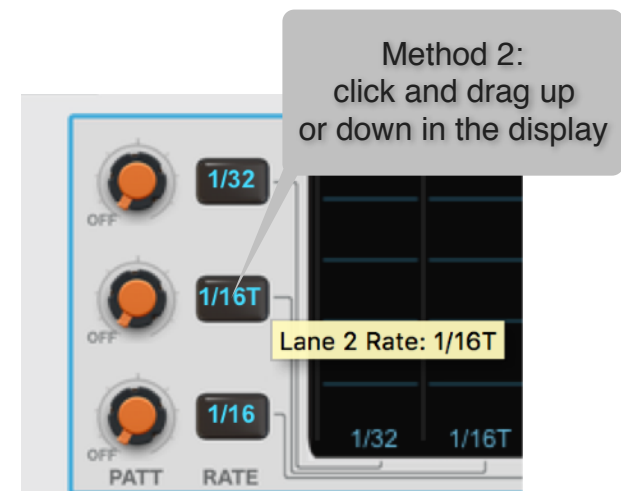 Method 2:
click and drag up
or down in the display
1/32
OFF
1/16T
OFF
Lane 2 Rate: 1/16T
1/16
1/32 1/16T
OFF
PATT RATE